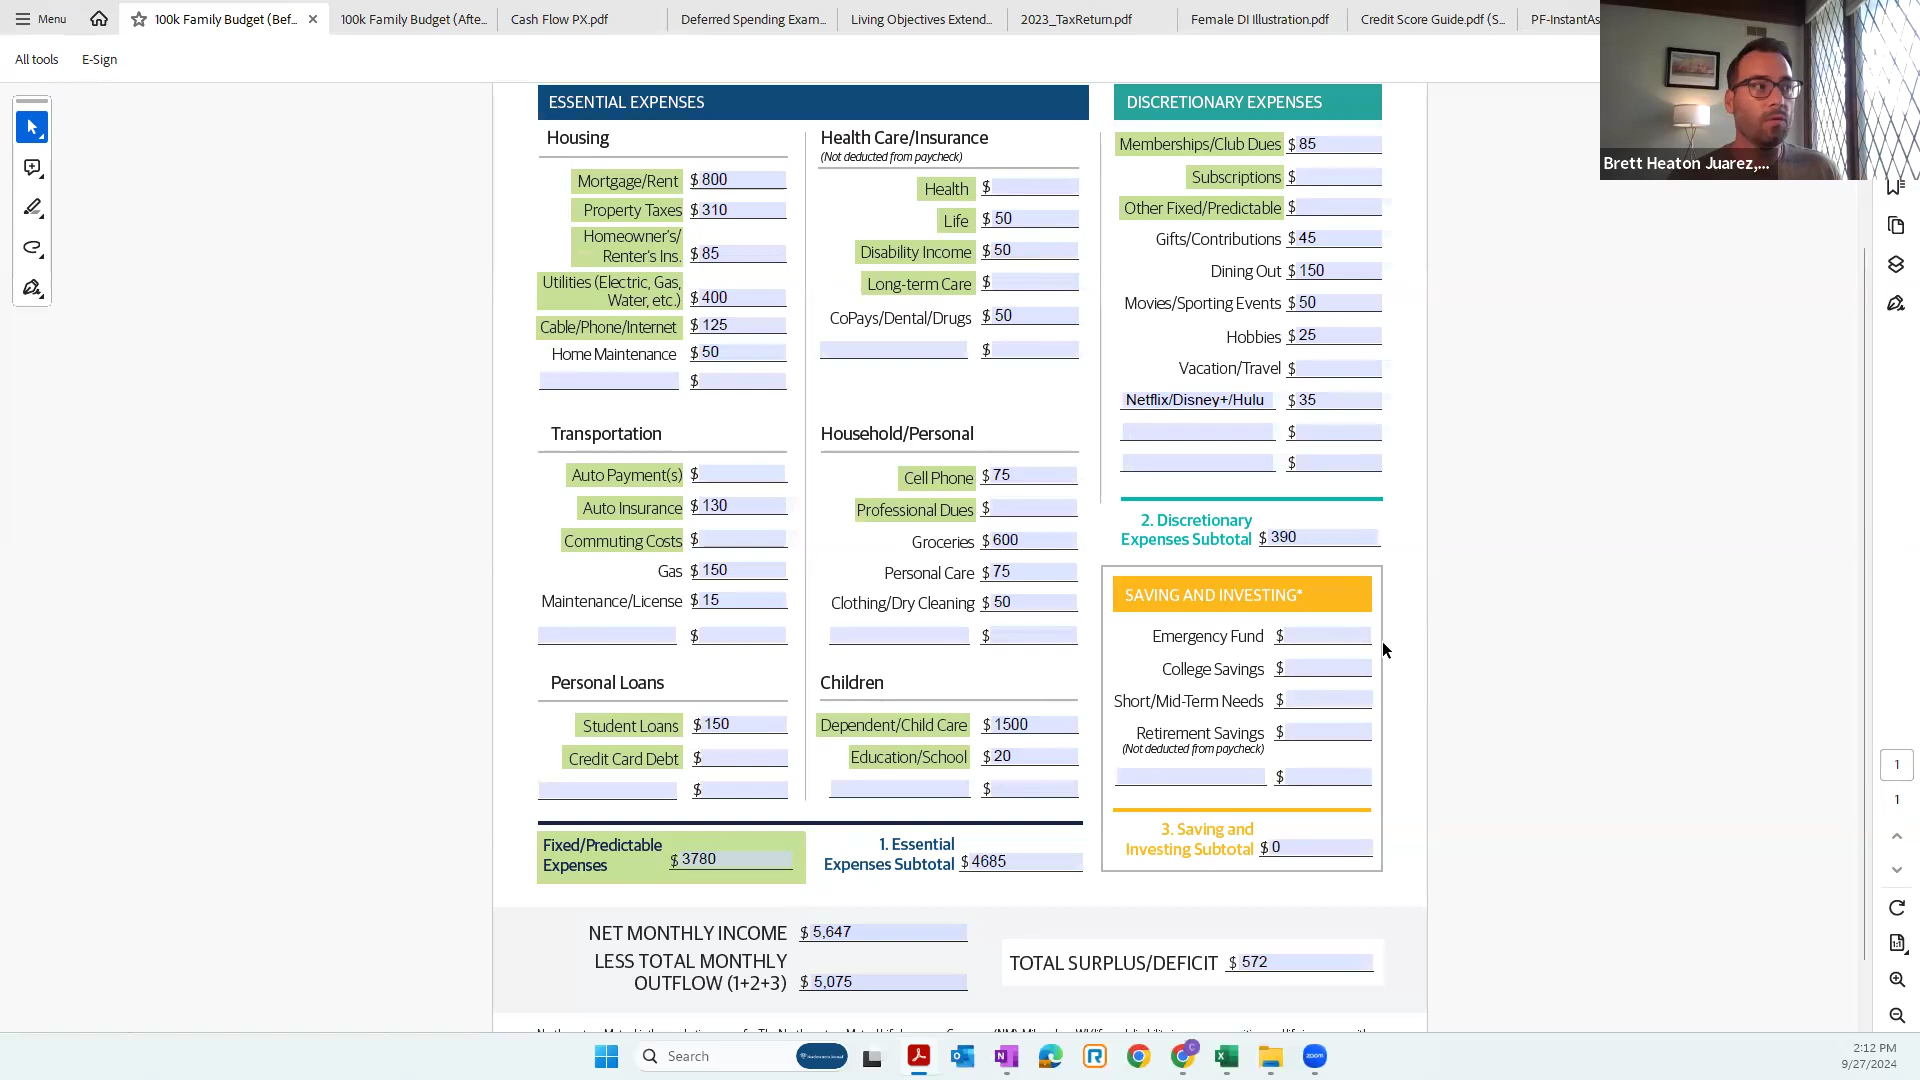 Menu
100k Family Budget (Bef...
100k Family Budget (Afte...
Cash Flow PX.pdf
Deferred Spending Exam...
Living Objectives Extend...
2023_TaxReturn.pdf
Female DI Illustration.pdf
Credit Score Guide.pdf (S...
PF-InstantAs
All tools
E-Sign
Brett Heaton Juarez,...
ESSENTIAL EXPENSES
Housing
Mortgage/Rent $ 800
Property Taxes $ 310
Homeowner's/
Renter's Ins. $ 85
Utilities (Electric, Gas,
Water, etc.) $ 400
Cable/Phone/Internet $ 125
Home Maintenance $ 50
$
Transportation
Auto Payment(s) $
Auto Insurance $ 130
Commuting Costs $
Gas $ 150
Maintenance/License $ 15
$
Personal Loans
Student Loans $ 150
Credit Card Debt $
$
Health Care/Insurance
(Not deducted from paycheck)
Health $
Life $ 50
Disability Income $ 50
Long-term Care $
CoPays/Dental/Drugs $ 50
$
Household/Personal
Cell Phone $ 75
Professional Dues $
Groceries $ 600
Personal Care $ 75
Clothing/Dry Cleaning $ 50
$
Children
Dependent/Child Care $ 1500
Education/School $ 20
$
DISCRETIONARY EXPENSES
Memberships/Club Dues $ 85
Subscriptions $
Other Fixed/Predictable $
Gifts/Contributions $ 45
Dining Out $ 150
Movies/Sporting Events $ 50
Hobbies $ 25
Vacation/Travel $
Netflix/Disney+/Hulu $ 35
$
$
2. Discretionary
Expenses Subtotal $ 390
SAVING AND INVESTING*
Emergency Fund $
College Savings $
Short/Mid-Term Needs $
Retirement Savings $
(Not deducted from paycheck)
$
3. Saving and
Investing Subtotal $ 0
Fixed/Predictable
Expenses $ 3780
1. Essential
Expenses Subtotal $ 4685
NET MONTHLY INCOME $ 5,647
LESS TOTAL MONTHLY
OUTFLOW (1+2+3) $ 5,075
TOTAL SURPLUS/DEFICIT $ 572
1
1
Search
2:12 PM
9/27/2024